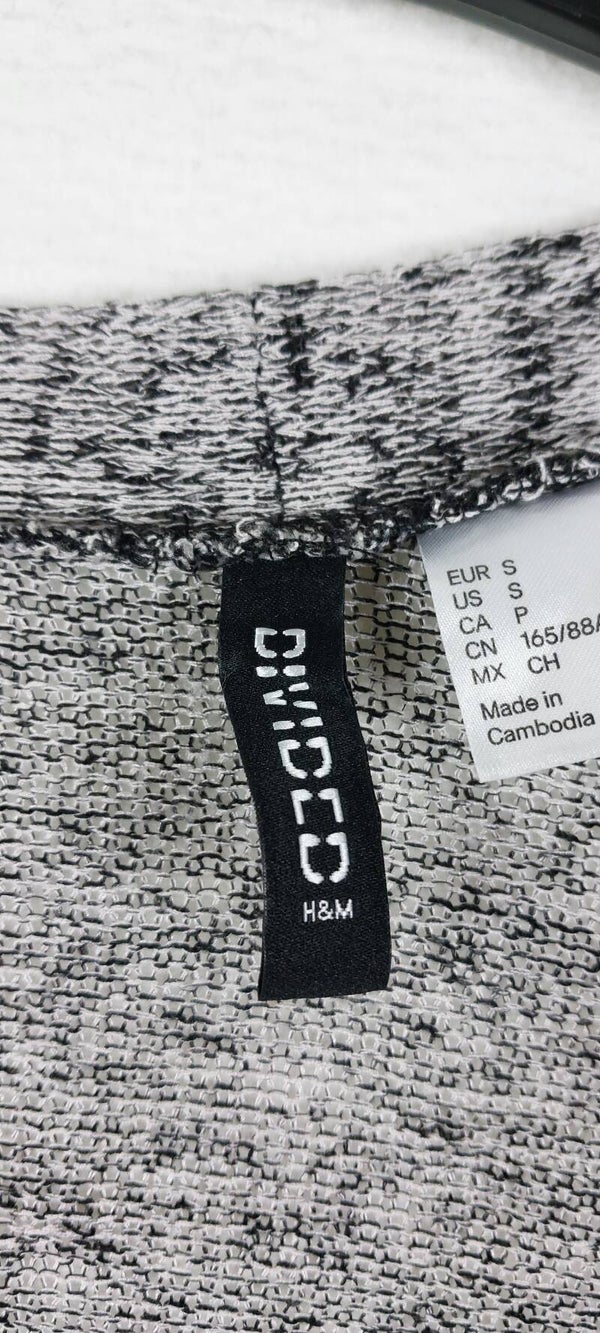 DIVIDED
H&M
EUR S
US S
CA P
CN 165/88
MX CH
Made in
Cambodia